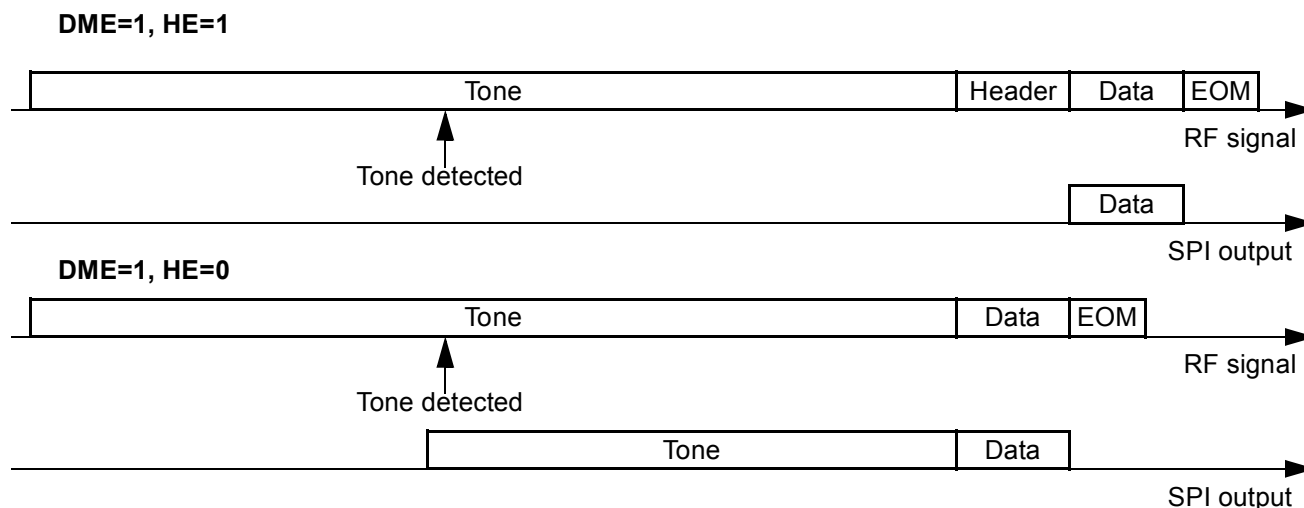 DME=1, HE=1
Tone Header Data EOM
RF signal
Tone detected
Data
SPI output
DME=1, HE=0
Tone Data EOM
RF signal
Tone detected
Tone Data
SPI output